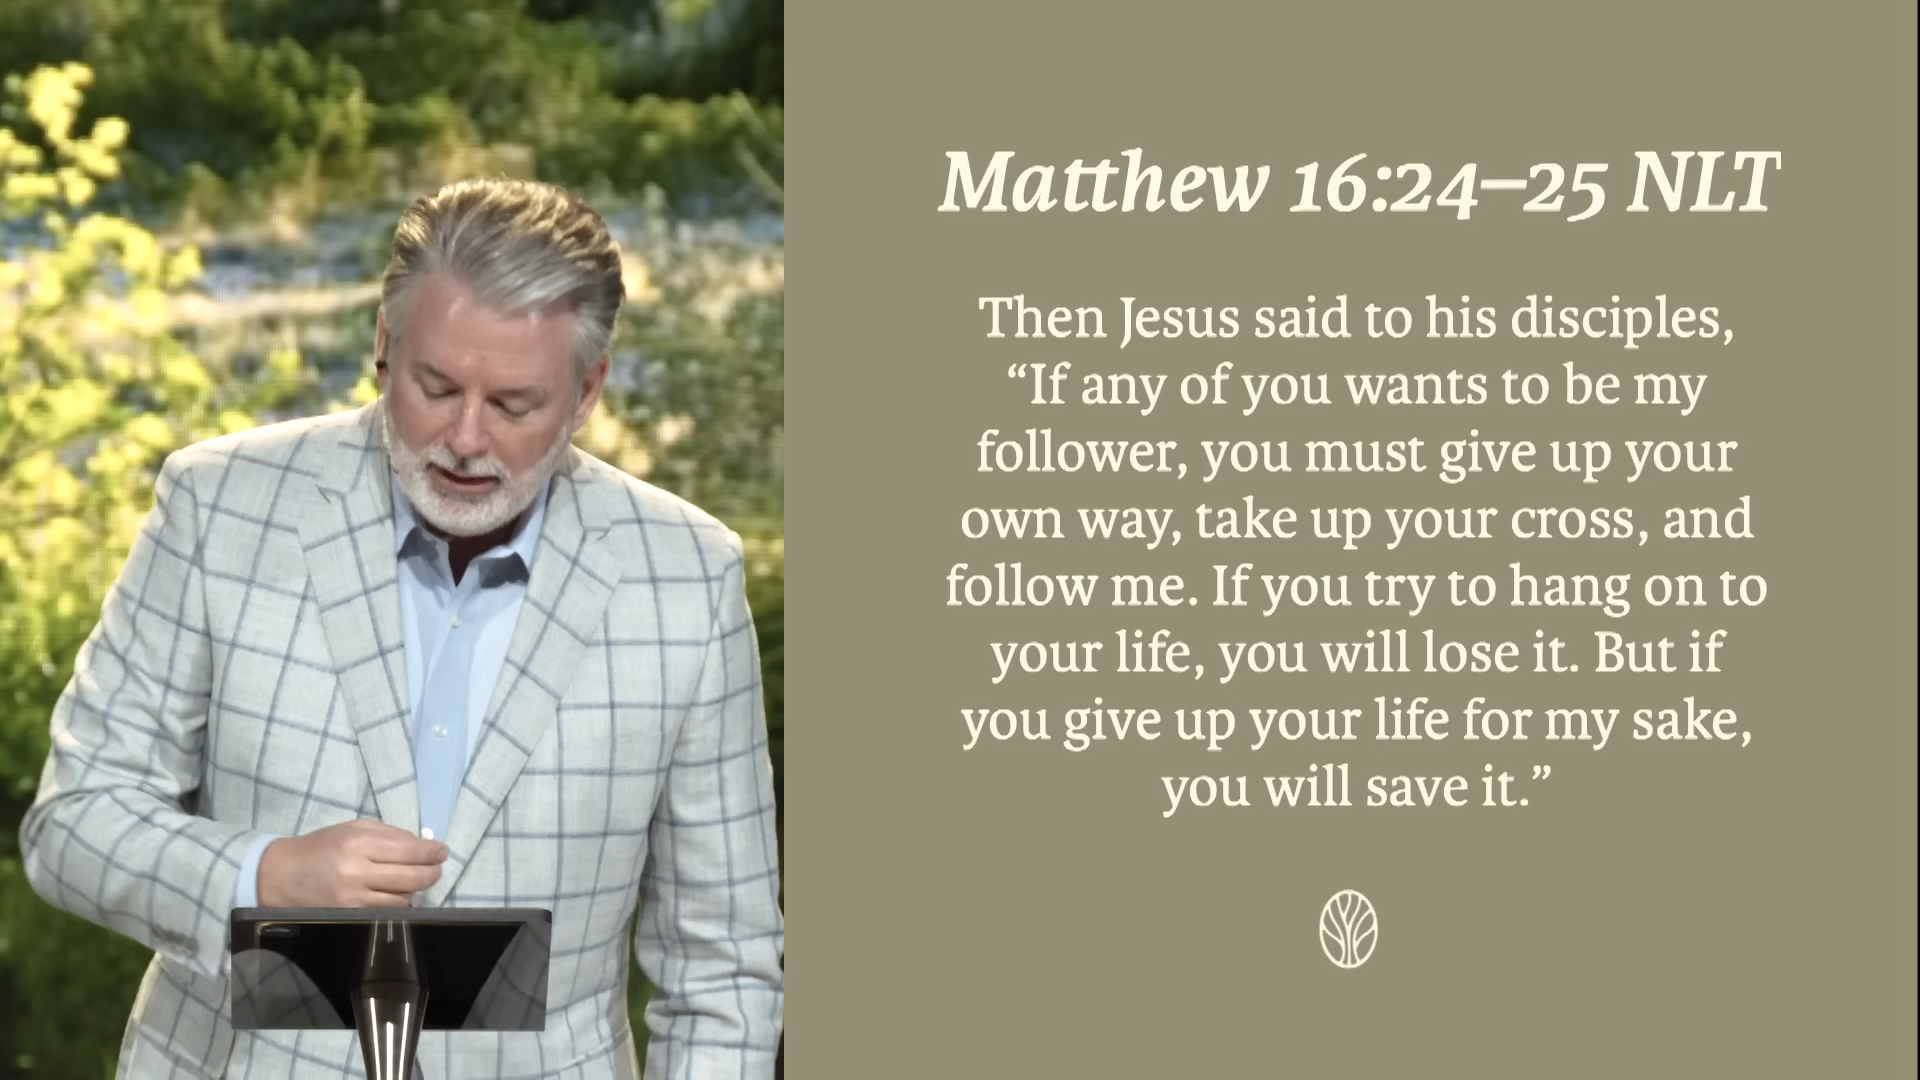 Matthew 16:24–25 NLT
Then Jesus said to his disciples,
“If any of you wants to be my
follower, you must give up your
own way, take up your cross, and
follow me. If you try to hang on to
your life, you will lose it. But if
you give up your life for my sake,
you will save it.”